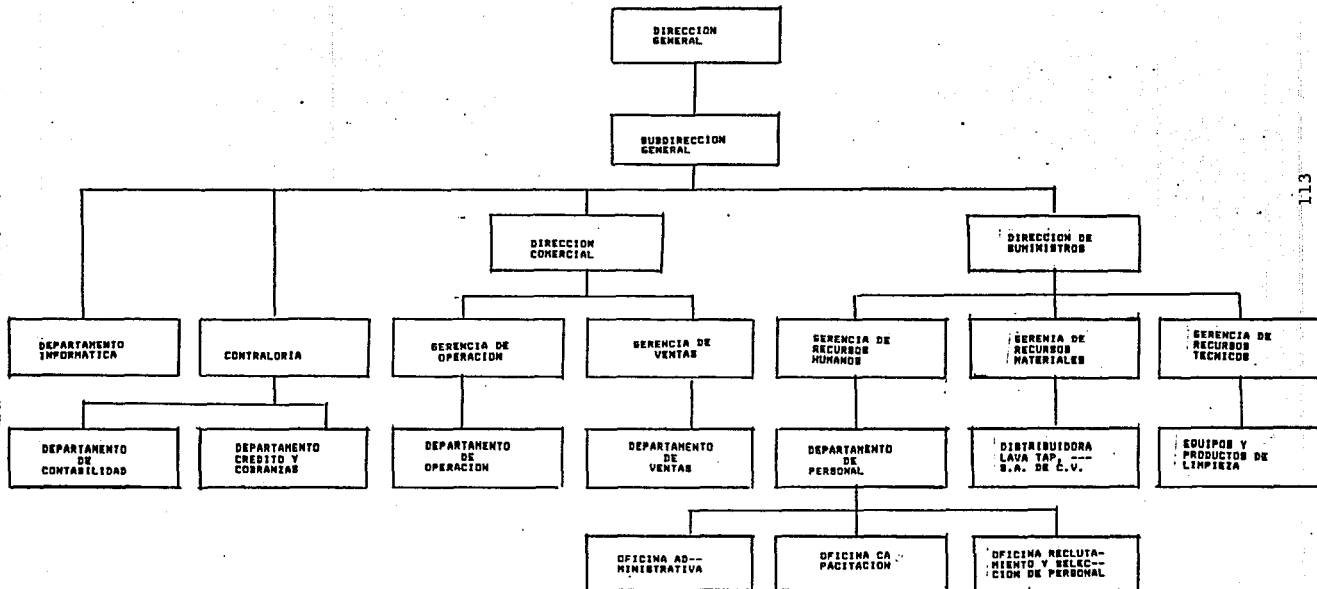 DIRECCION
GENERAL
SUBDIRECCION
GENERAL
113
DIRECCION
COMERCIAL
DIRECCION DE
SUMINISTROS
DEPARTAMENTO
INFORMATICA
CONTRALORIA
GERENCIA DE
OPERACION
GERENCIA DE
VENTAS
GERENCIA DE
RECURSOS
HUMANOS
GERENIA DE
RECURSOS
MATERIALES
GERENCIA DE
RECURSOS
TECNICOS
DEPARTAMENTO
DE
CONTABILIDAD
DEPARTAMENTO
CREDITO Y
COBRANZAS
DEPARTAMENTO
DE
OPERACION
DEPARTAMENTO
DE
VENTAS
DEPARTAMENTO
DE
PERSONAL
DISTRIBUIDORA
LAVA TAP, ---
S.A. DE C.V.
EQUIPOS Y
PRODUCTOS DE
LIMPIEZA
OFICINA AD--
MINISTRATIVA
OFICINA CA
PACITACION
OFICINA RECLUTA-
MIENTO Y SELEC--
CION DE PERSONAL